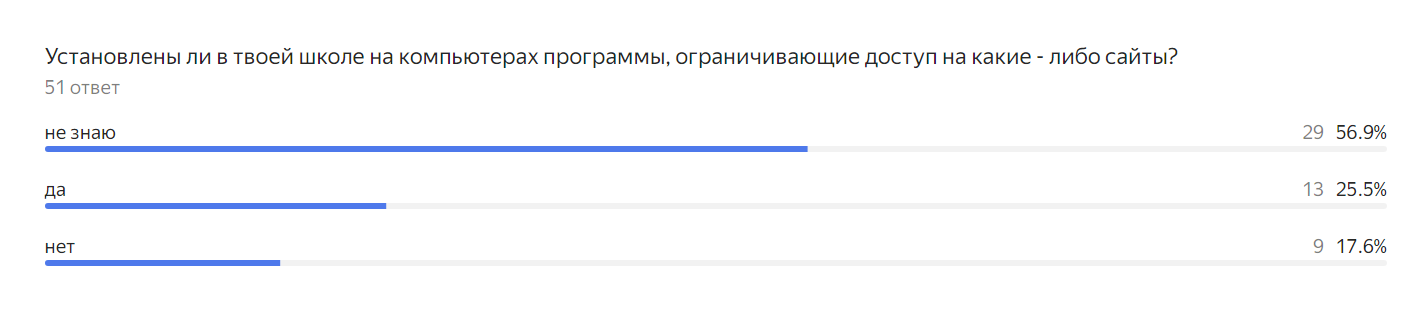 Установлены ли в твоей школе на компьютерах программы, ограничивающие доступ на какие - либо сайты?
51 ответ
не знаю 29 56.9%
да 13 25.5%
нет 9 17.6%